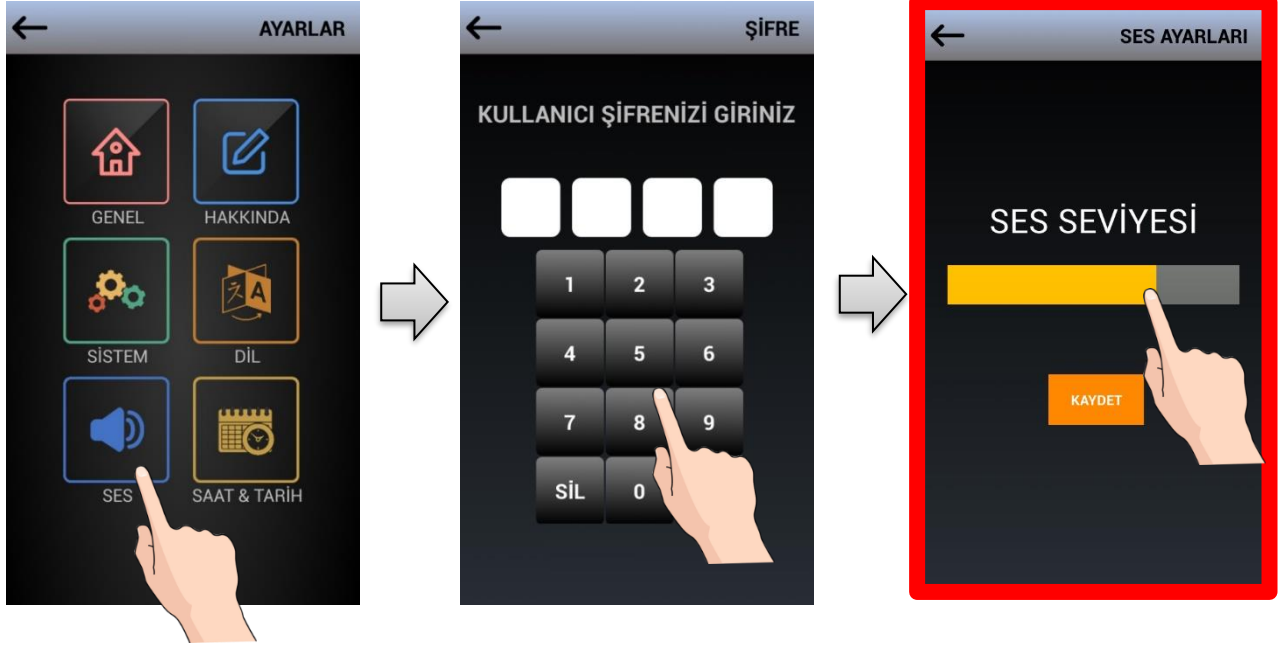 AYARLAR
GENEL
HAKKINDA
SİSTEM
DİL
SES
SAAT & TARİH
ŞİFRE
KULLANICI ŞİFRENİZİ GİRİNİZ
1 2 3
4 5 6
7 8 9
SİL 0
SES AYARLARI
SES SEVİYESİ
KAYDET